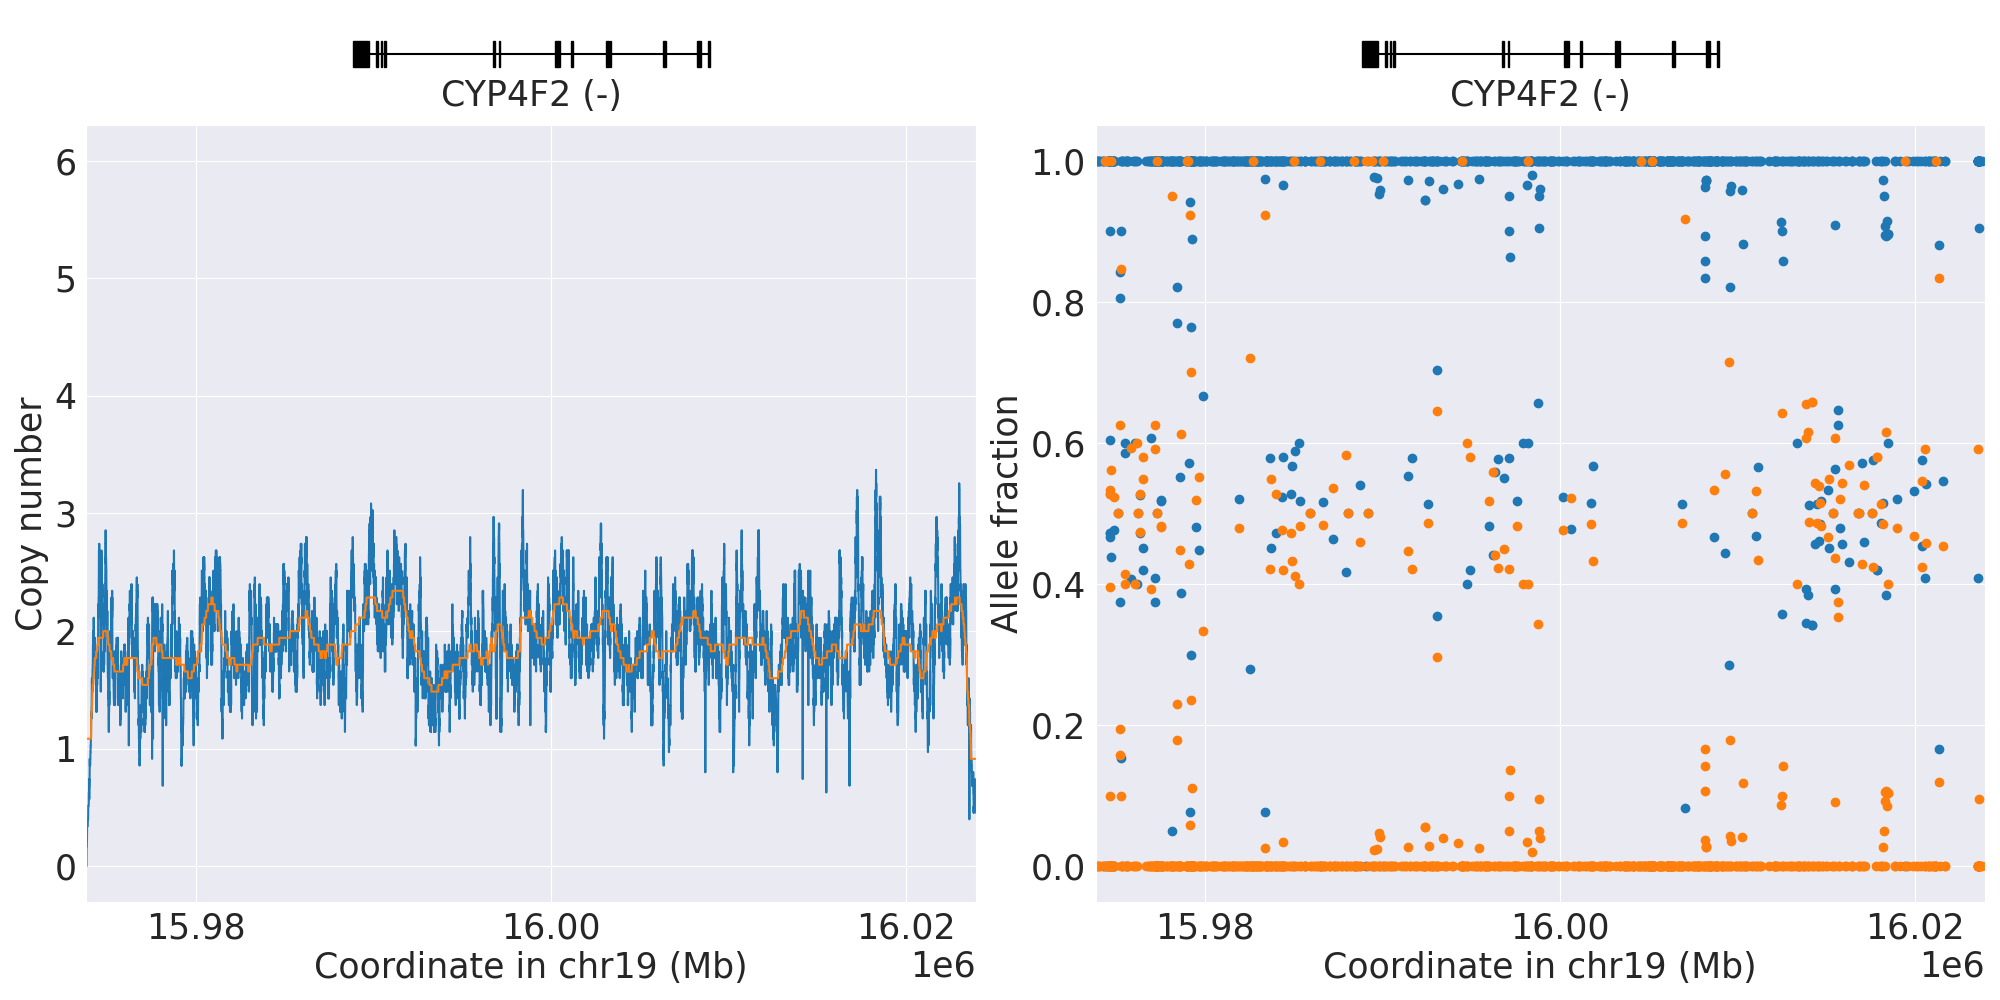 CYP4F2 (-)
6
5
4
3
2
1
0
Copy number
15.98
16.00
16.02
Coordinate in chr19 (Mb)
1e6
CYP4F2 (-)
1.0
0.8
0.6
0.4
0.2
0.0
Allele fraction
15.98
16.00
16.02
Coordinate in chr19 (Mb)
1e6